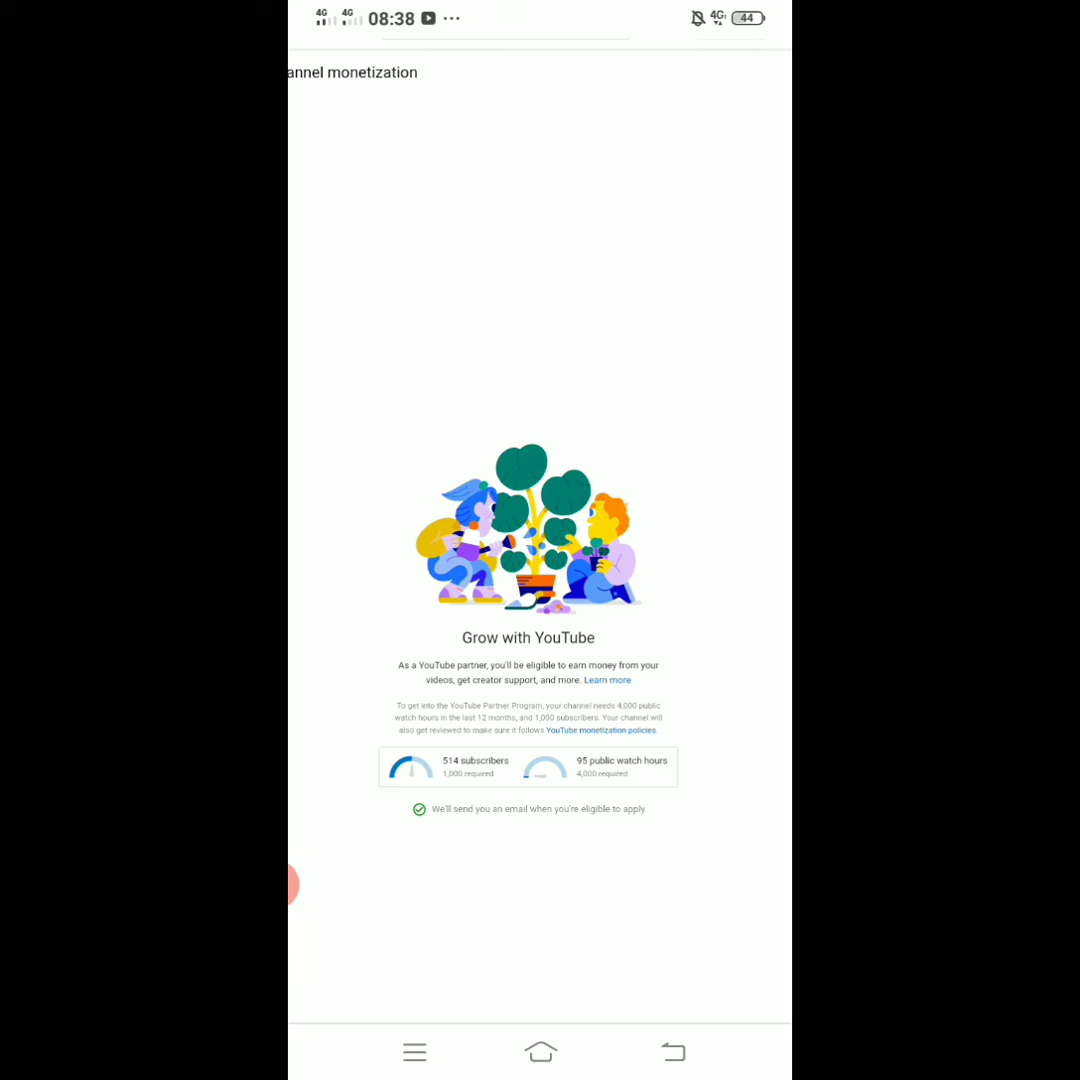 4G 4G 08:38 4G 44
annel monetization
Grow with YouTube
As a YouTube partner, you'll be eligible to earn money from your
videos, get creator support, and more. Learn more
To get into the YouTube Partner Program, your channel needs 4,000 public
watch hours in the last 12 months, and 1,000 subscribers. Your channel will
also get reviewed to make sure it follows YouTube monetization policies.
514 subscribers 95 public watch hours
1,000 required 4,000 required
We'll send you an email when you're eligible to apply